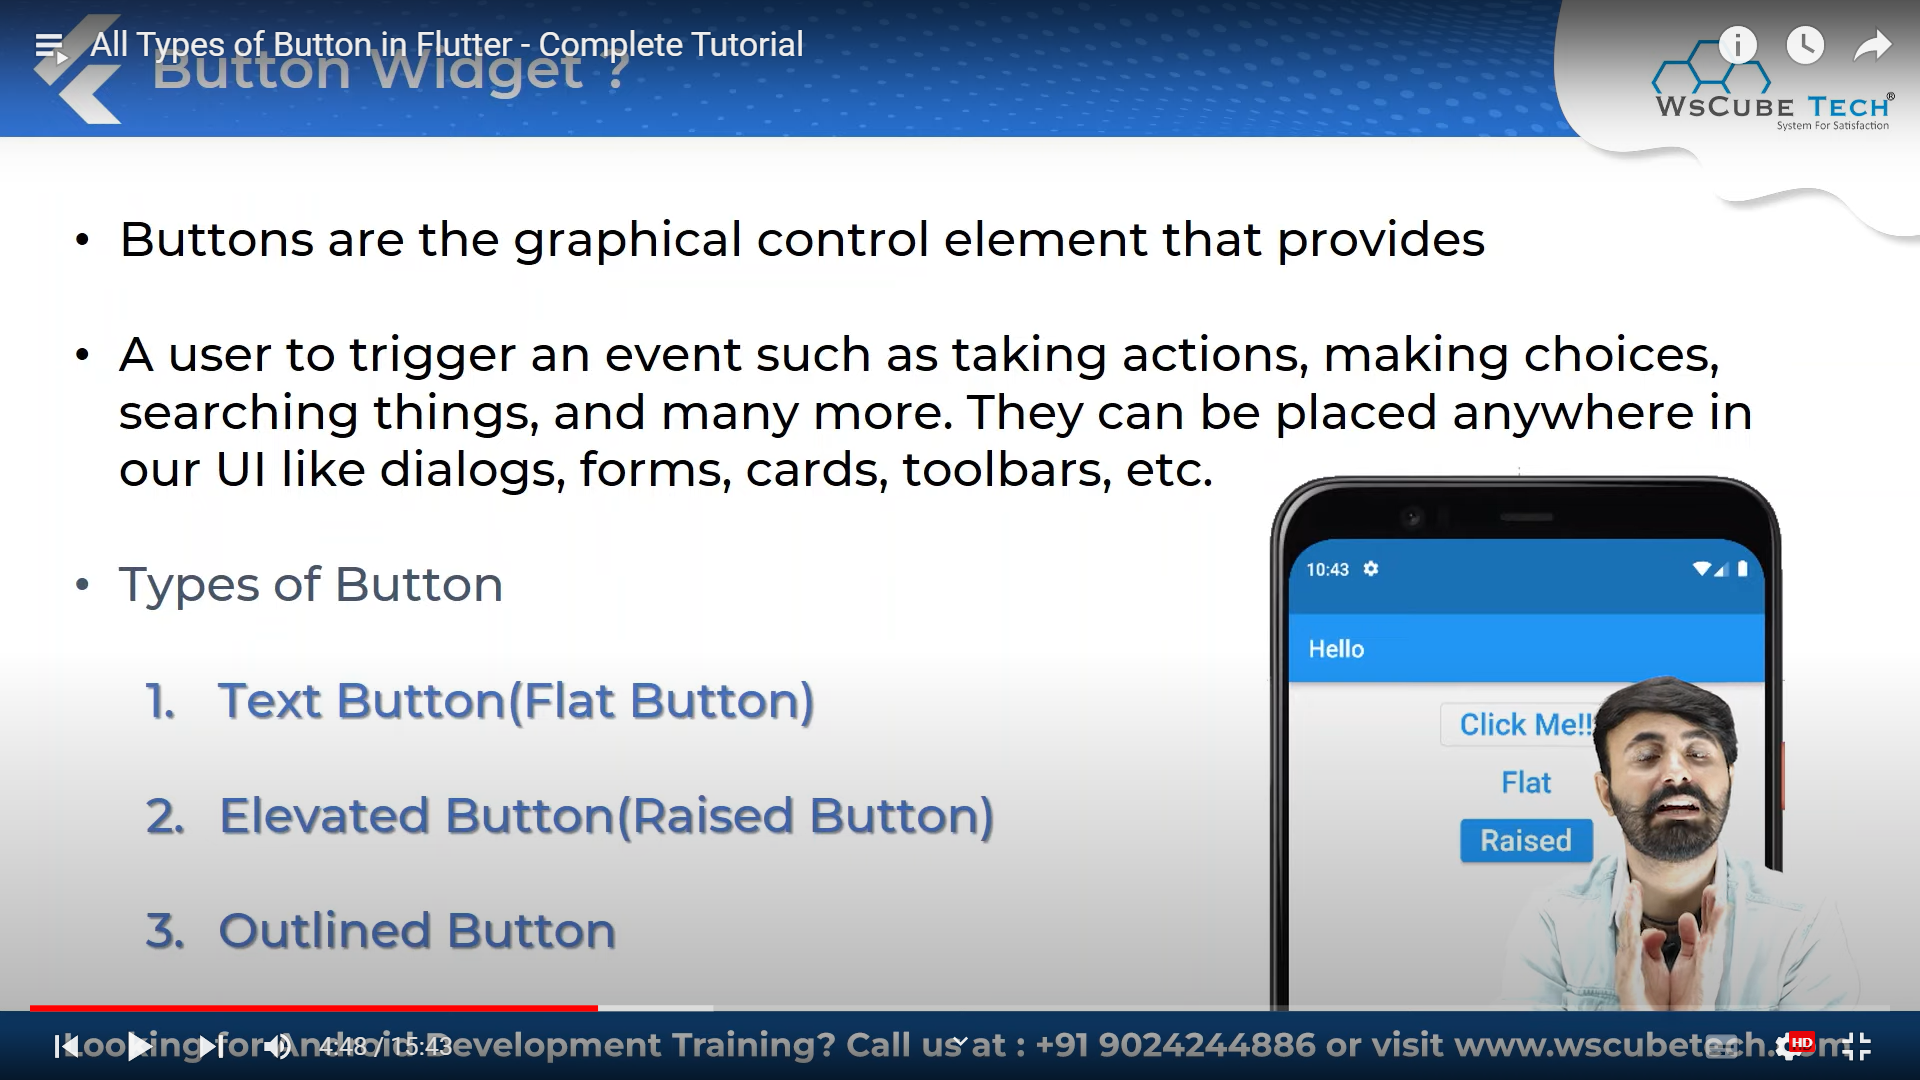 All Types of Button in Flutter - Complete Tutorial
Button Widget ?
WsCube Tech®
System For Satisfaction
• Buttons are the graphical control element that provides
• A user to trigger an event such as taking actions, making choices,
searching things, and many more. They can be placed anywhere in
our UI like dialogs, forms, cards, toolbars, etc.
• Types of Button
1. Text Button(Flat Button)
2. Elevated Button(Raised Button)
3. Outlined Button
10:43
Hello
Click Me!!
Flat
Raised
Looking for Android Development Training? Call us at : +91 9024244886 or visit www.wscubetech.com
4:48 / 15:43
HD